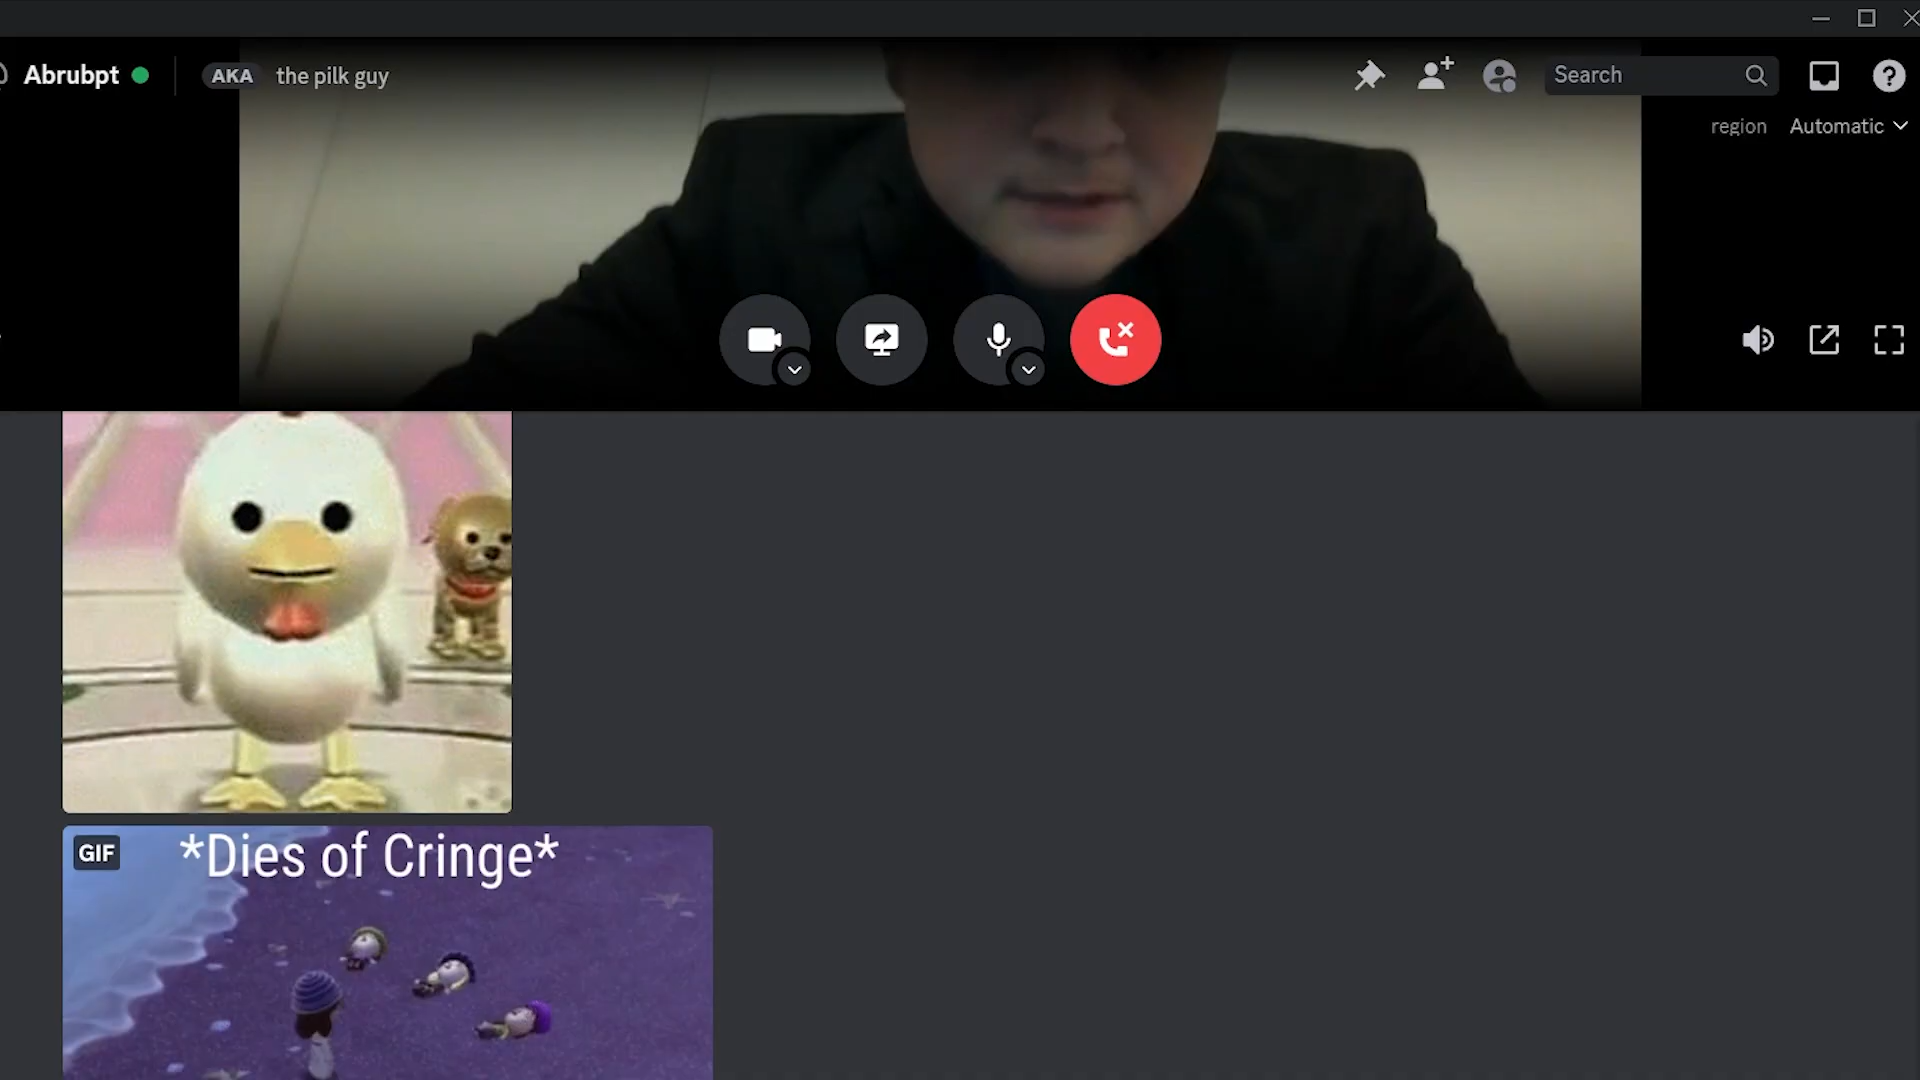 Abrubpt
AKA the pilk guy
Search
region Automatic
GIF
*Dies of Cringe*